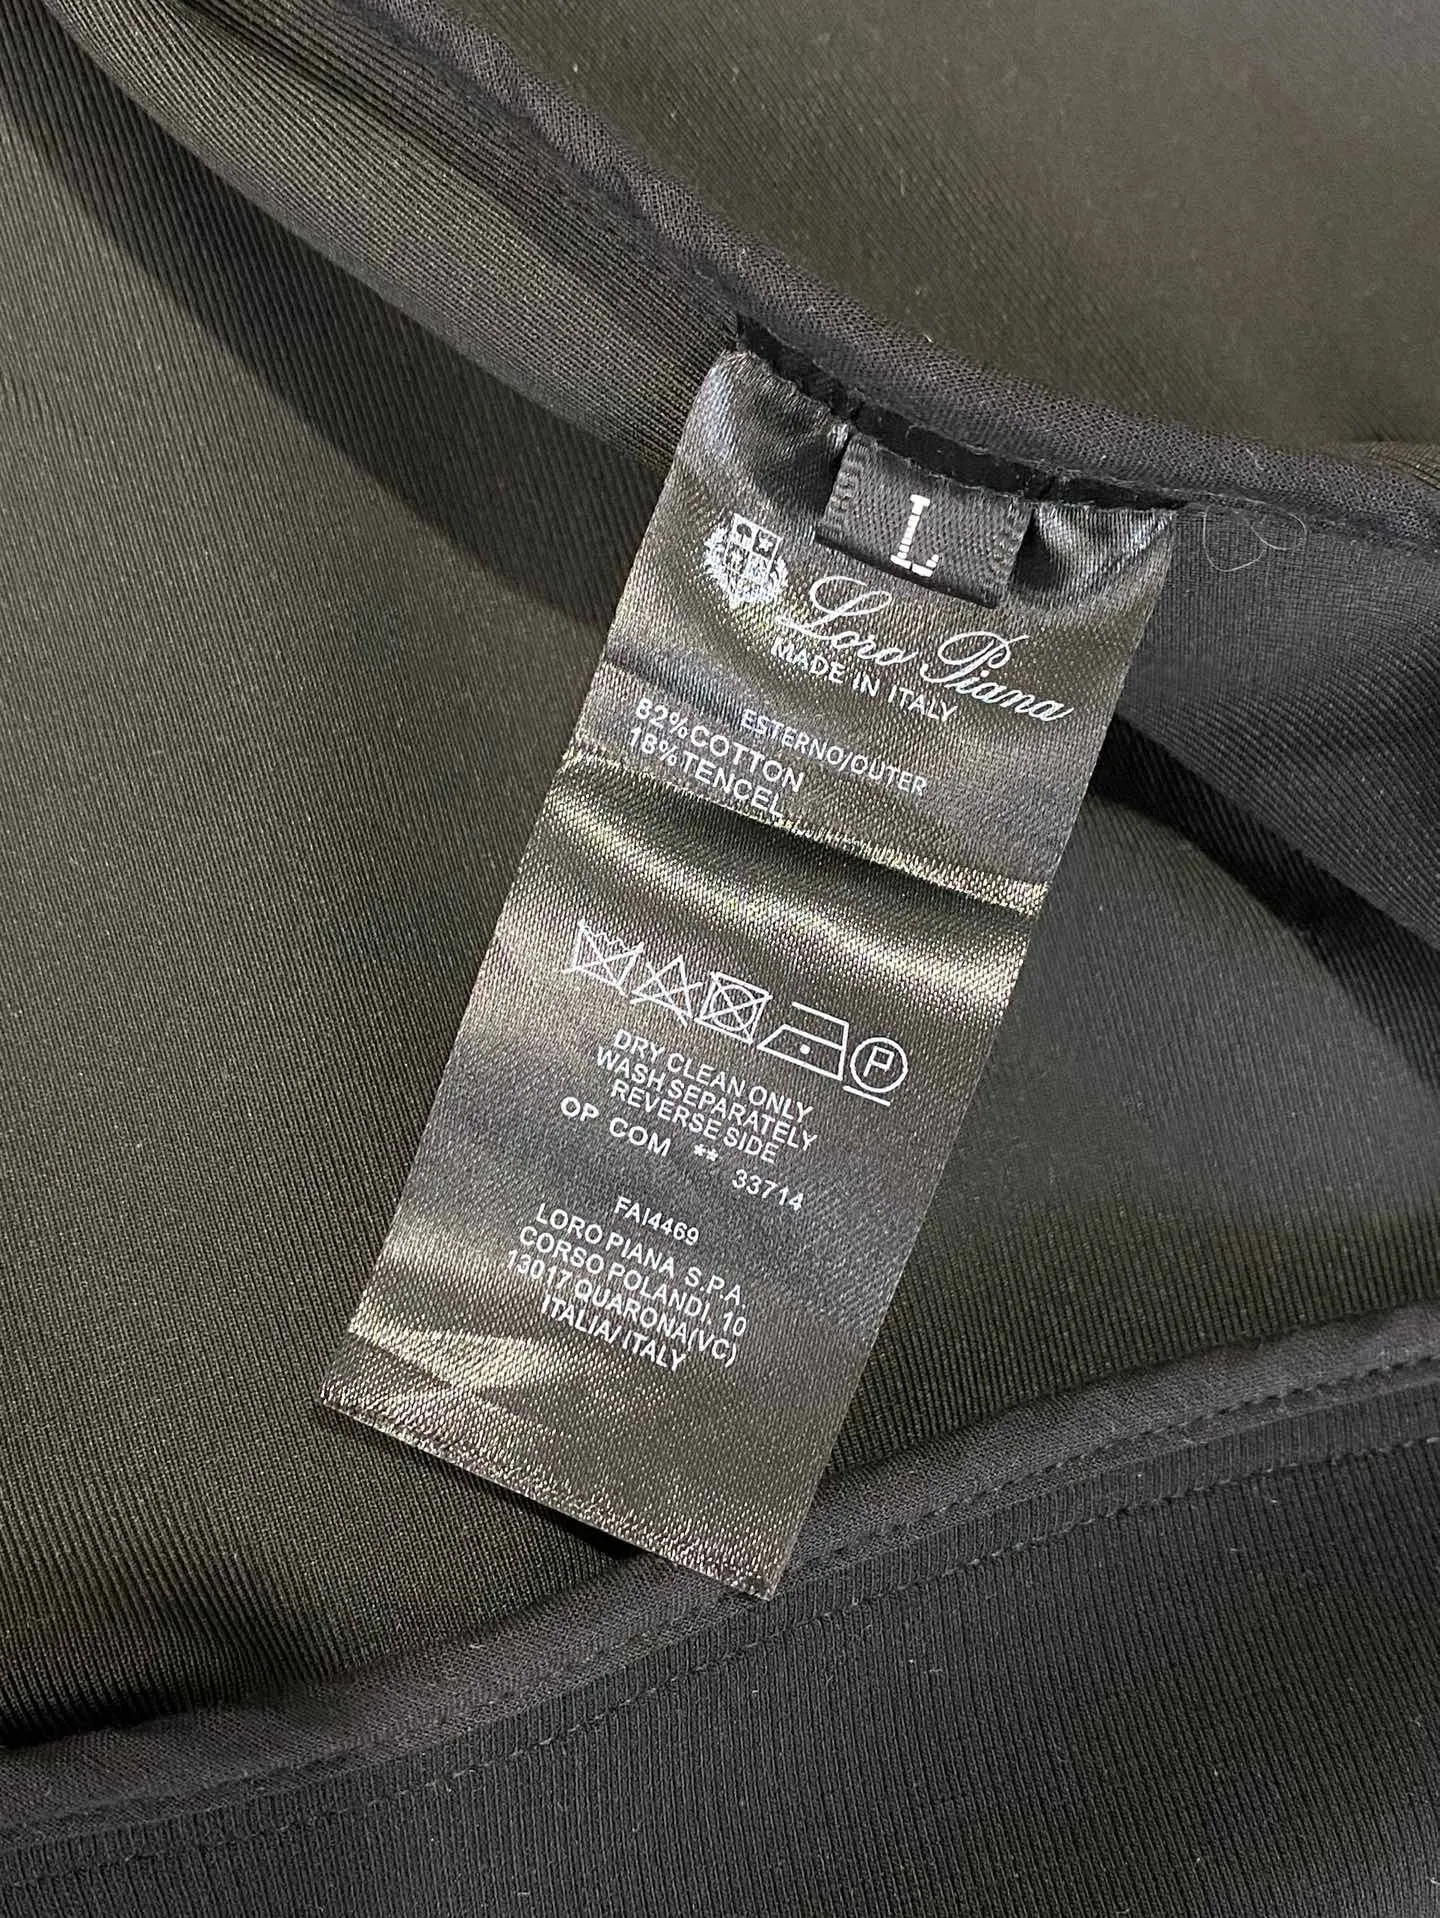 L
Loro Piana
MADE IN ITALY
ESTERNO/OUTER
82%COTTON
18%TENCEL
P
DRY CLEAN ONLY
WASH SEPARATELY
REVERSE SIDE
OP COM ** 33714
FAI4469
LORO PIANA S.P.A.
CORSO POLANDI, 10
13017 QUARONA(VC)
ITALIA/ ITALY